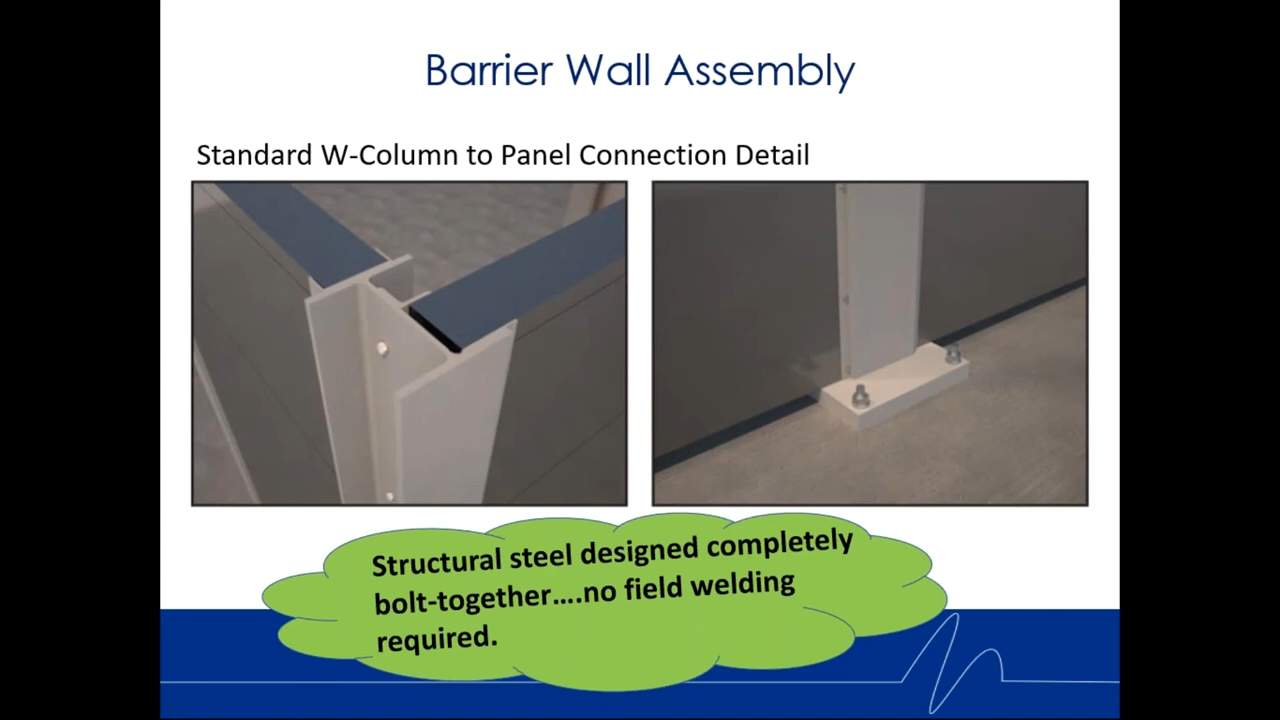 Barrier Wall Assembly
Standard W-Column to Panel Connection Detail
Structural steel designed completely
bolt-together....no field welding
required.